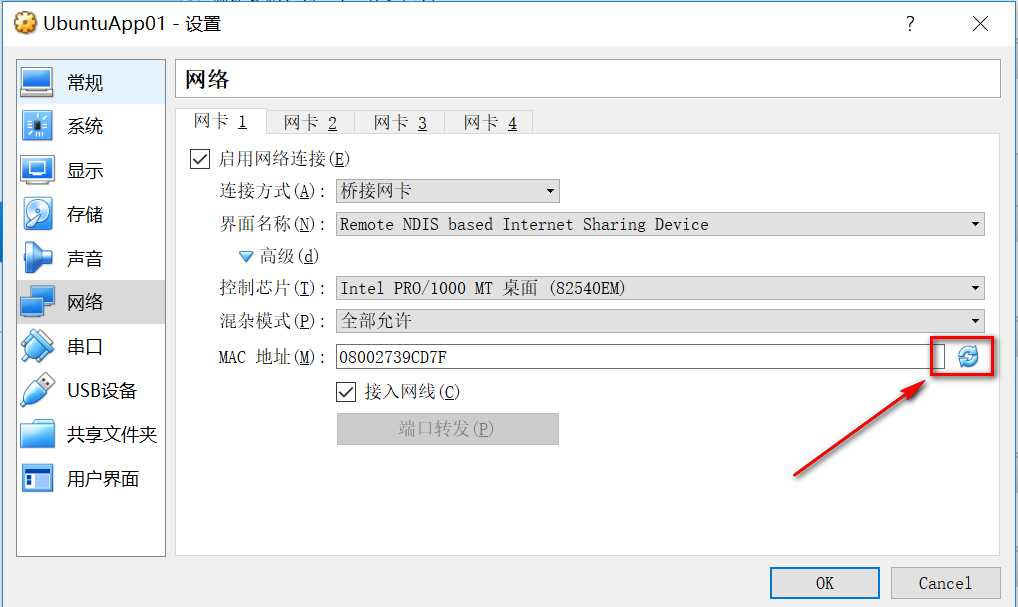 UbuntuApp01 - 设置
?
常规
系统
显示
存储
声音
网络
串口
USB设备
共享文件夹
用户界面
网络
网卡 1 网卡 2 网卡 3 网卡 4
启用网络连接(E)
连接方式(A): 桥接网卡
界面名称(N): Remote NDIS based Internet Sharing Device
高级(d)
控制芯片(T): Intel PRO/1000 MT 桌面 (82540EM)
混杂模式(P): 全部允许
MAC 地址(M): 08002739CD7F
接入网线(C)
端口转发(P)
OK Cancel